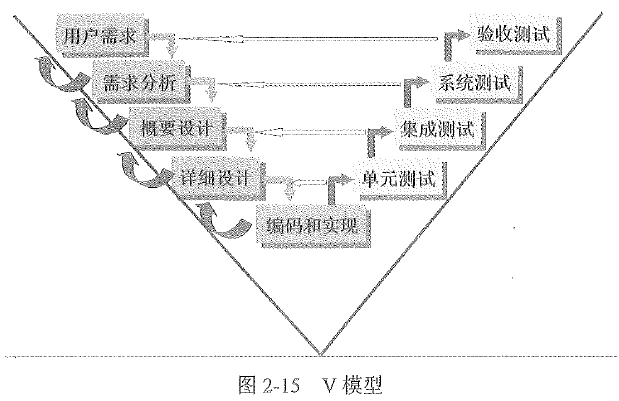 用户需求
验收测试
需求分析
系统测试
概要设计
集成测试
详细设计
单元测试
编码和实现
图 2-15 V 模型